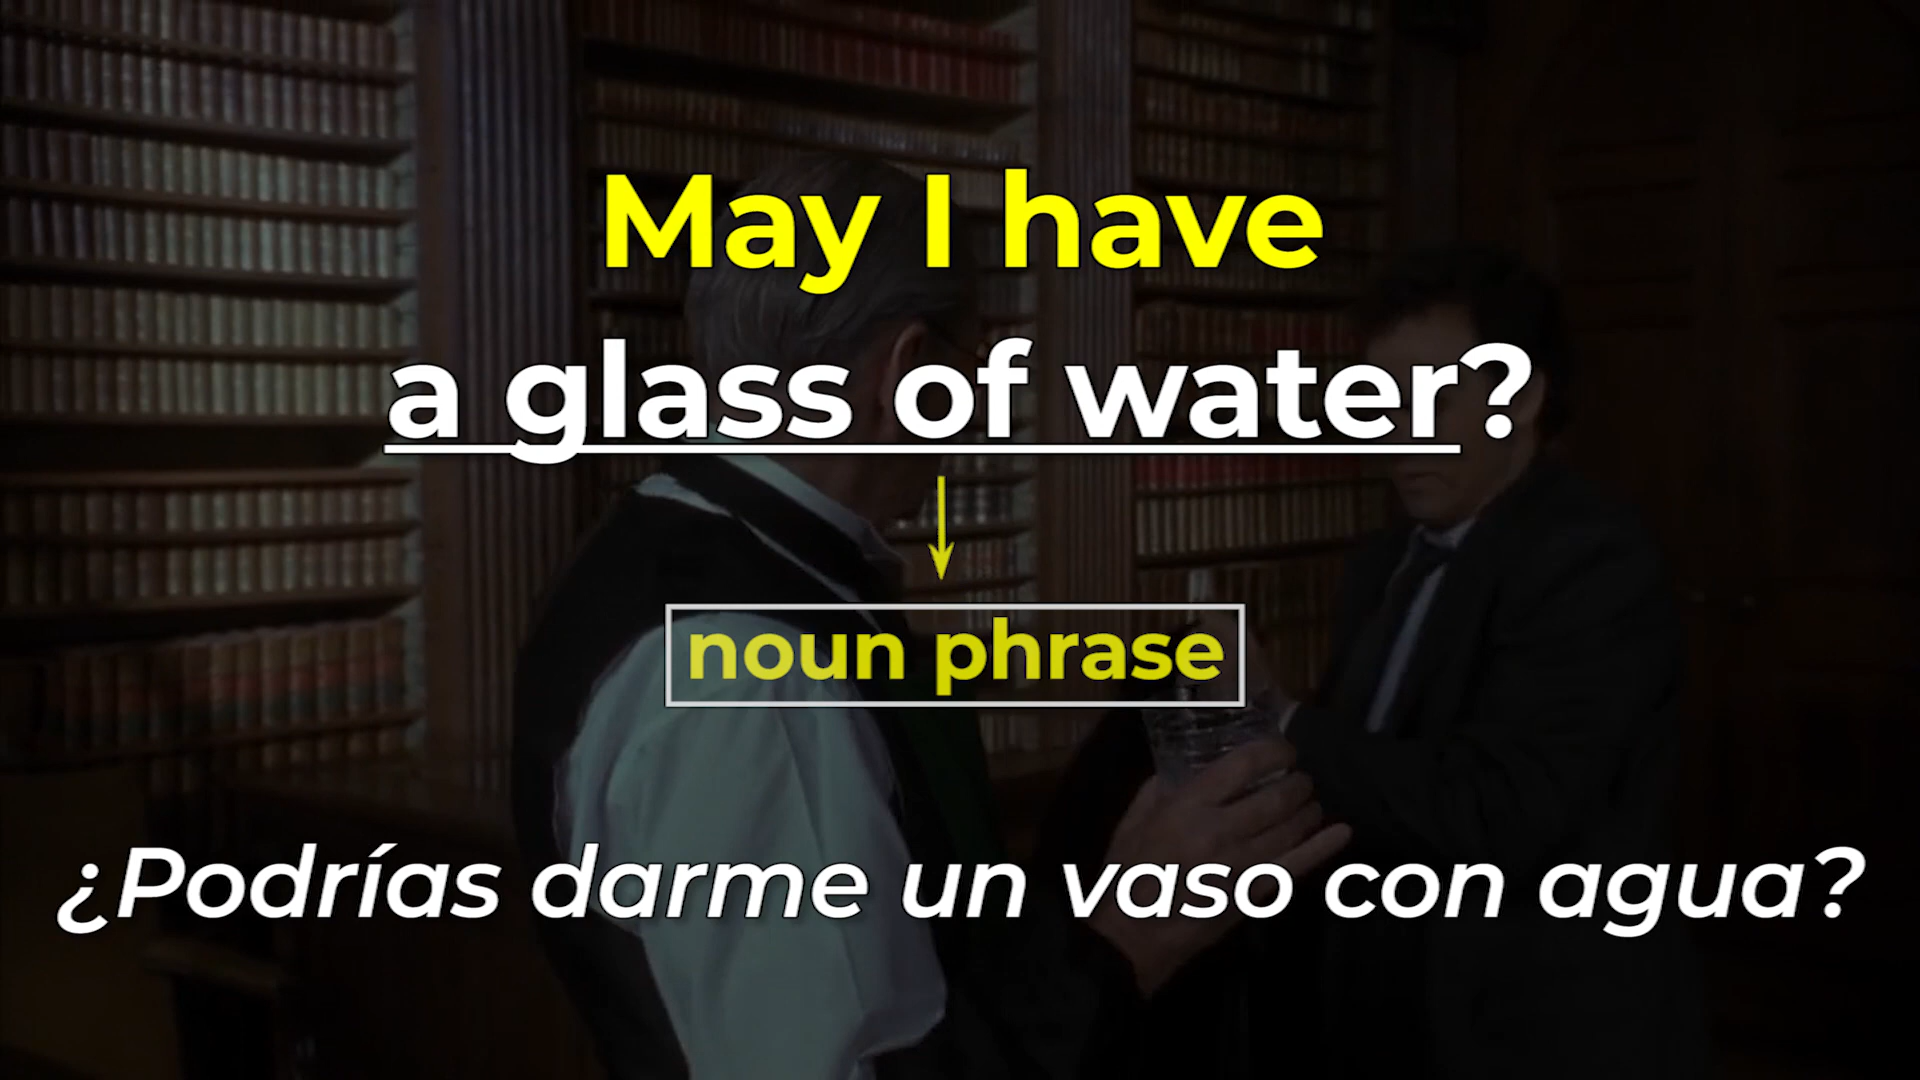 May I have
a glass of water?
noun phrase
¿Podrías darme un vaso con agua?